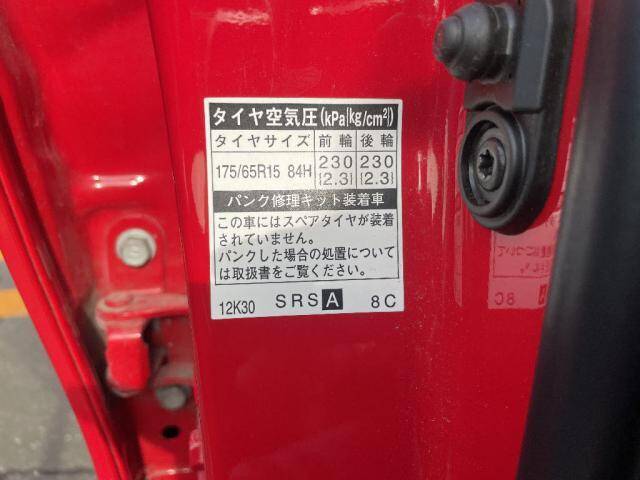 タイヤ空気圧(kPa{kg/cm²})
タイヤサイズ 前輪 後輪
175/65R15 84H 230 230
{2.3} {2.3}
パンク修理キット装着車
この車にはスペアタイヤが装着
されていません。
パンクした場合の処置について
は取扱書をご覧ください。
12K30 SRS A 8C